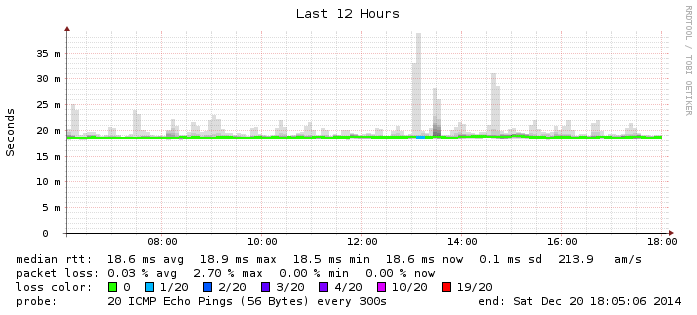 Last 12 Hours
RRDTOOL / TOBI OETIKER
Seconds
35 m
30 m
25 m
20 m
15 m
10 m
5 m
0
08:00 10:00 12:00 14:00 16:00 18:00
median rtt: 18.6 ms avg 18.9 ms max 18.5 ms min 18.6 ms now 0.1 ms sd 213.9 am/s
packet loss: 0.03 % avg 2.70 % max 0.00 % min 0.00 % now
loss color: 0 1/20 2/20 3/20 4/20 10/20 19/20
probe: 20 ICMP Echo Pings (56 Bytes) every 300s end: Sat Dec 20 18:05:06 2014